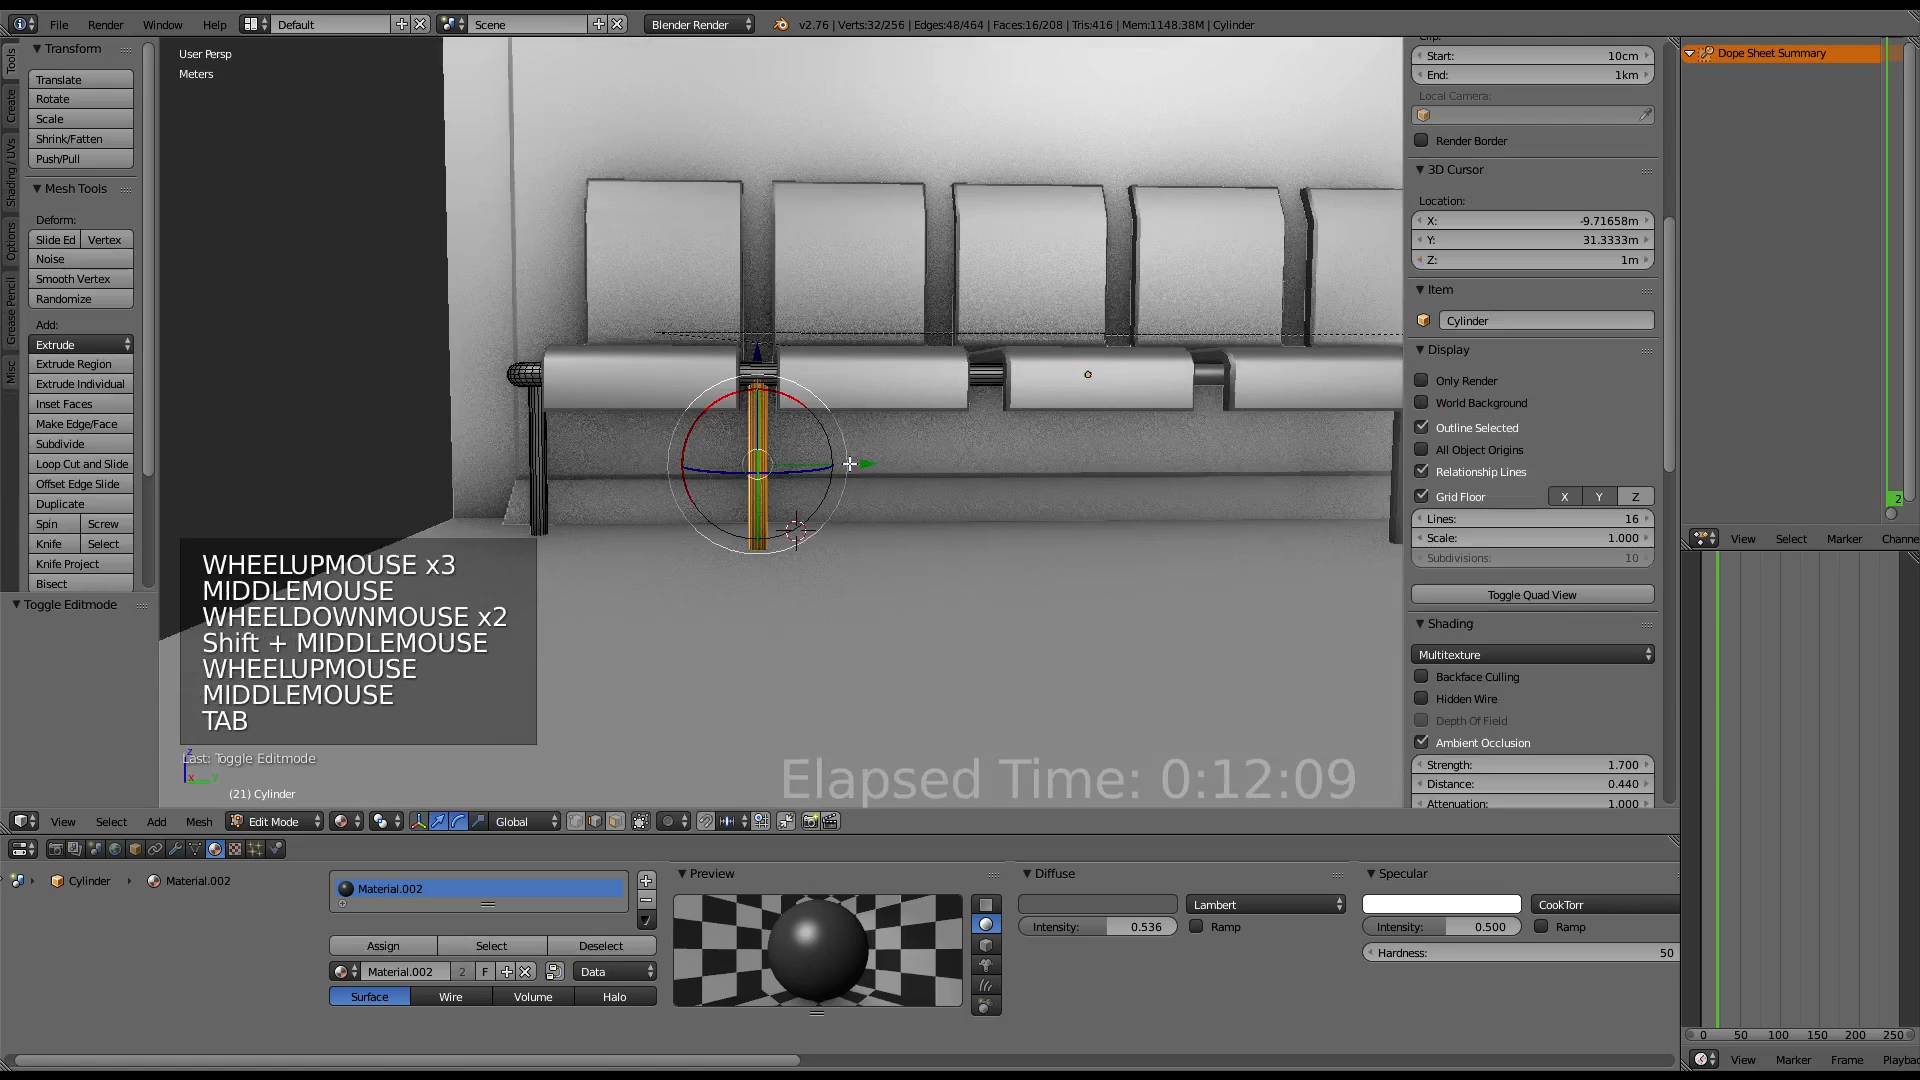 File Render Window Help Default Scene Blender Render v2.76 | Verts:32/256 | Edges:48/464 | Faces:16/208 | Tris:416 | Mem:1148.38M | Cylinder
Tools
Create
Shading / UVs
Options
Grease Pencil
Misc
Transform
Translate
Rotate
Scale
Shrink/Fatten
Push/Pull
Mesh Tools
Deform:
Slide Ed Vertex
Noise
Smooth Vertex
Randomize
Add:
Extrude
Extrude Region
Extrude Individual
Inset Faces
Make Edge/Face
Subdivide
Loop Cut and Slide
Offset Edge Slide
Duplicate
Spin Screw
Knife Select
Knife Project
Bisect
Toggle Editmode
User Persp
Meters
WHEELUPMOUSE x3
MIDDLEMOUSE
WHEELDOWNMOUSE x2
Shift + MIDDLEMOUSE
WHEELUPMOUSE
MIDDLEMOUSE
TAB
Last: Toggle Editmode
z
x y
(21) Cylinder
Elapsed Time: 0:12:09
Start: 10cm
End: 1km
Local Camera:
Render Border
3D Cursor
Location:
X: -9.71658m
Y: 31.3333m
Z: 1m
Item
Cylinder
Display
Only Render
World Background
Outline Selected
All Object Origins
Relationship Lines
Grid Floor X Y Z
Lines: 16
Scale: 1.000
Subdivisions: 10
Toggle Quad View
Shading
Multitexture
Backface Culling
Hidden Wire
Depth Of Field
Ambient Occlusion
Strength: 1.700
Distance: 0.440
Attenuation: 1.000
Dope Sheet Summary
2
View Select Marker Channe
View Select Add Mesh Edit Mode Global
Cylinder Material.002
Material.002
Assign Select Deselect
Material.002 2 F Data
Surface Wire Volume Halo
Preview
Diffuse
Lambert
Intensity: 0.536 Ramp
Specular
CookTorr
Intensity: 0.500 Ramp
Hardness: 50
0 50 100 150 200 250
View Marker Frame Playba